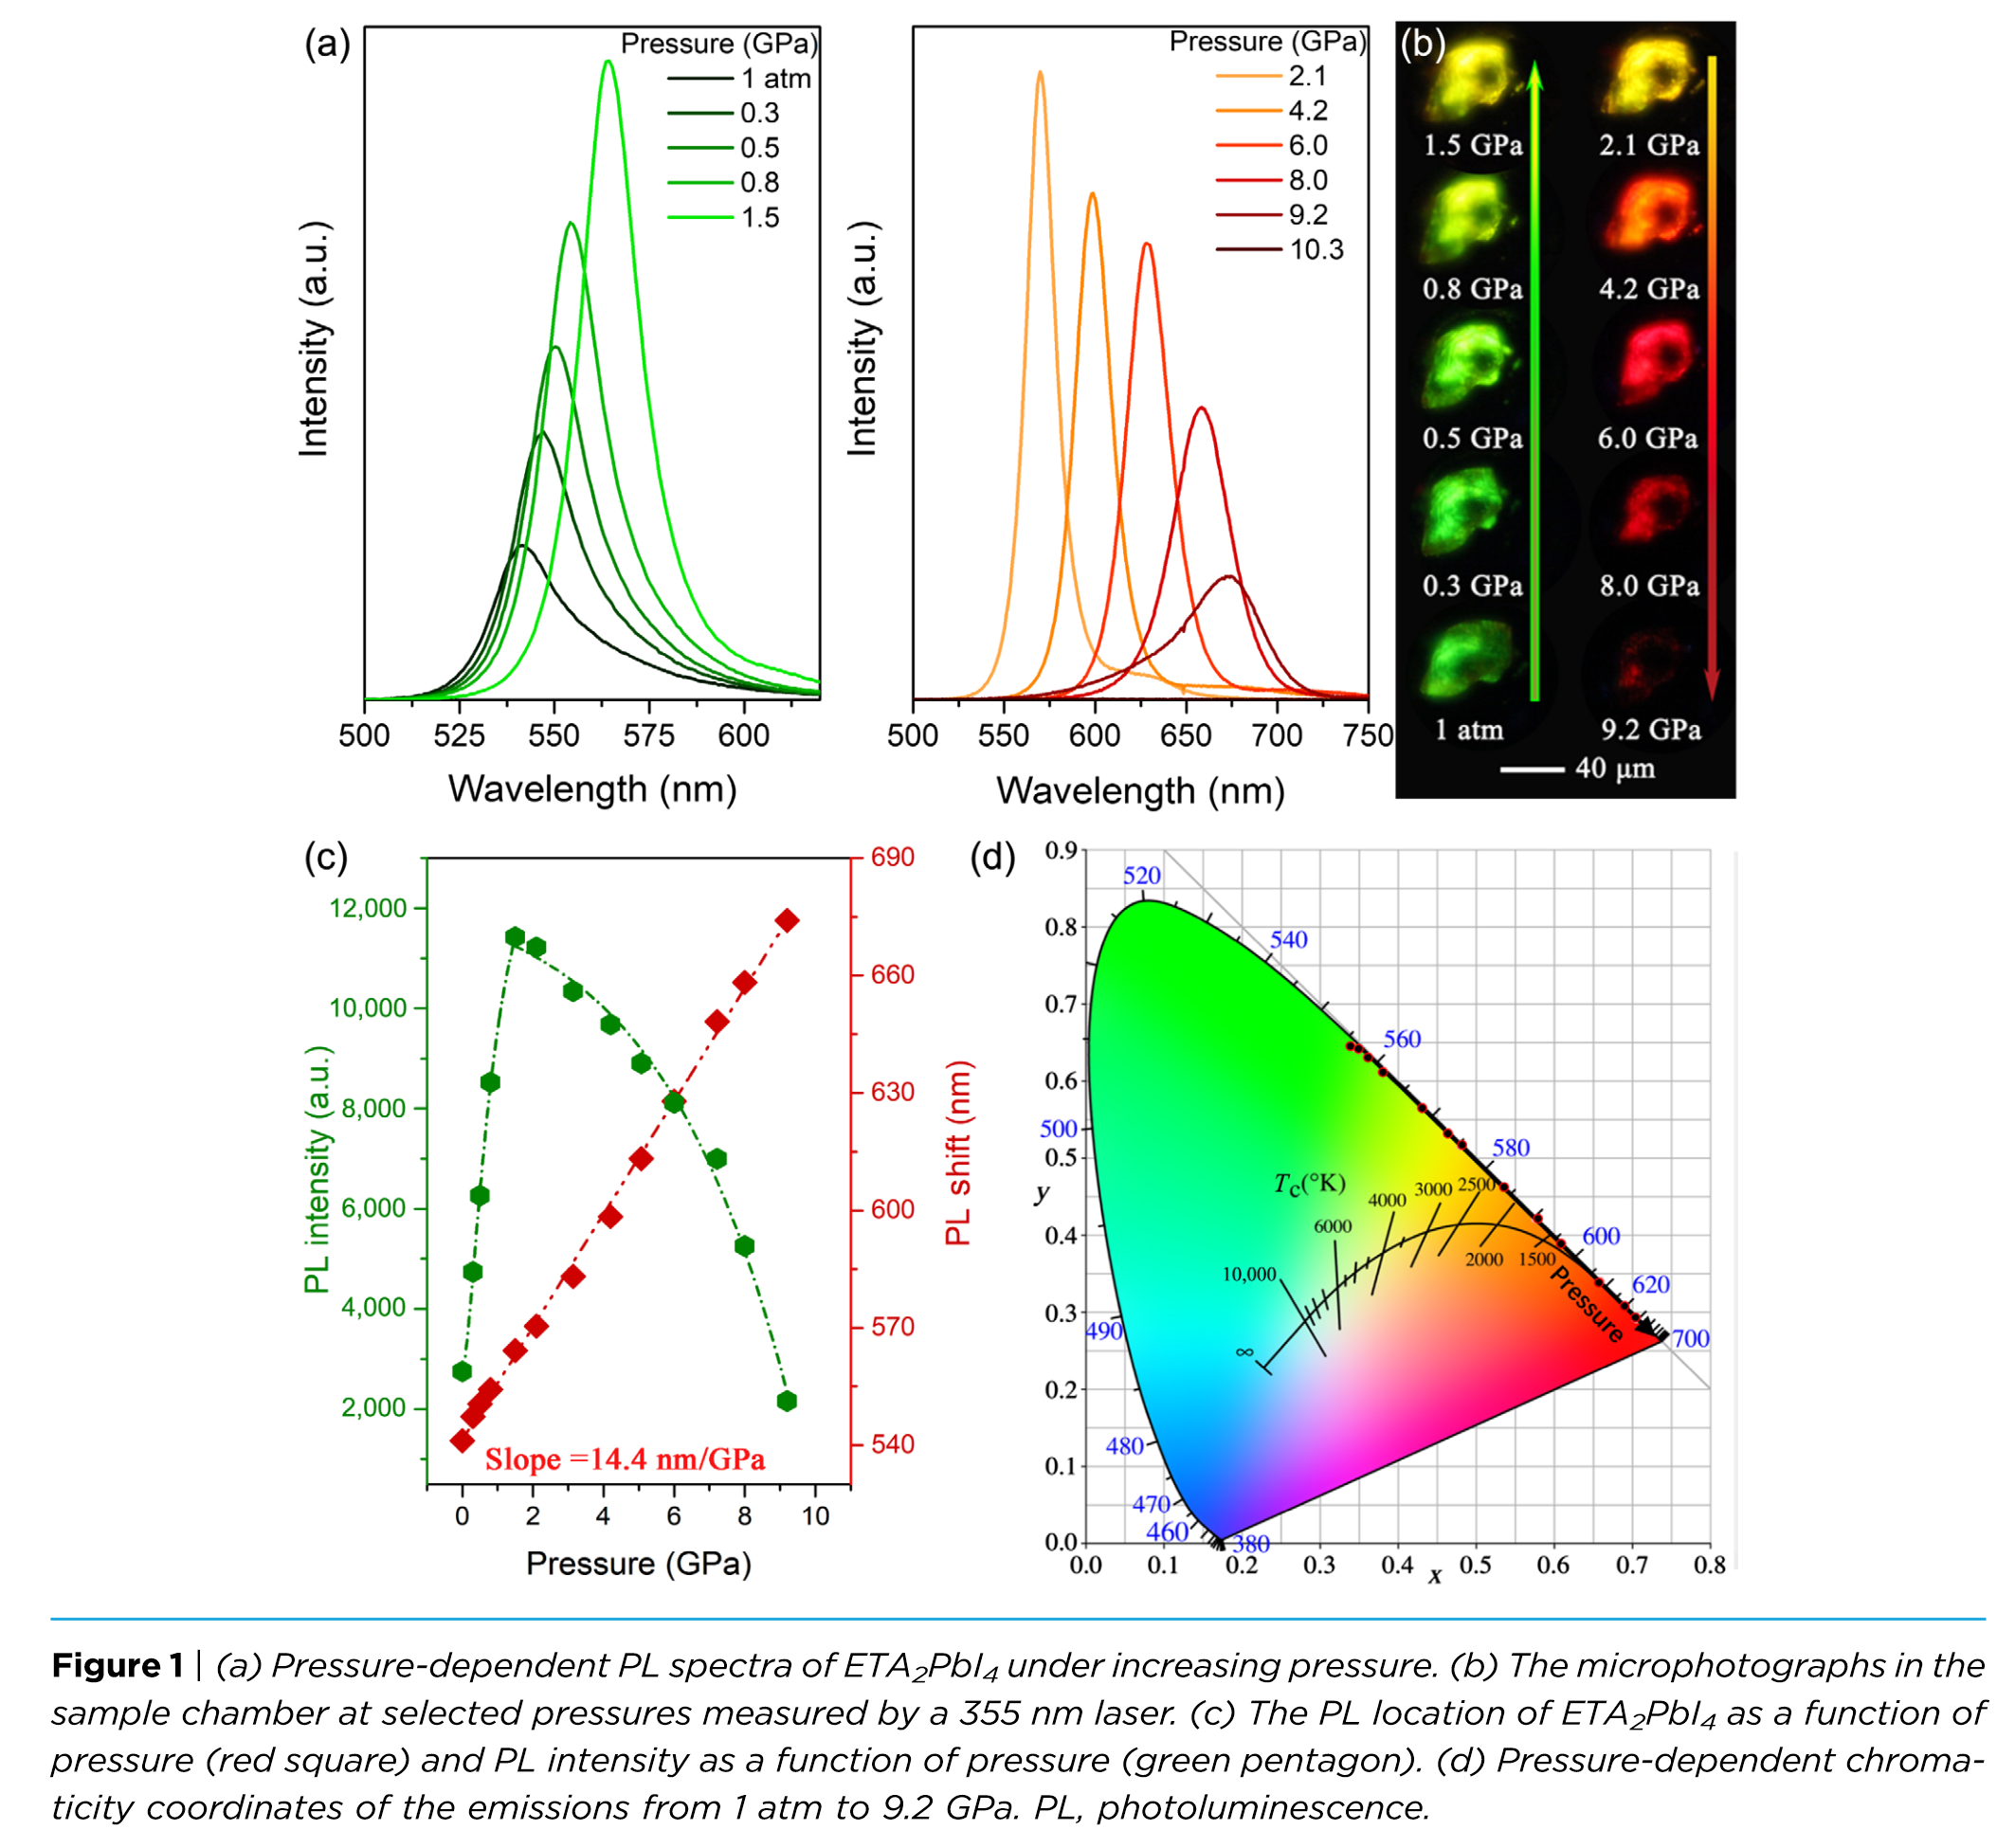 (a)
Pressure (GPa)
1 atm
0.3
0.5
0.8
1.5
Intensity (a.u.)
500 525 550 575 600
Wavelength (nm)
Pressure (GPa)
2.1
4.2
6.0
8.0
9.2
10.3
Intensity (a.u.)
500 550 600 650 700 750
Wavelength (nm)
(b)
1.5 GPa 2.1 GPa
0.8 GPa 4.2 GPa
0.5 GPa 6.0 GPa
0.3 GPa 8.0 GPa
1 atm 9.2 GPa
40 μm
(c)
12,000
10,000
8,000
6,000
4,000
2,000
PL intensity (a.u.)
690
660
630
600
570
540
PL shift (nm)
Slope =14.4 nm/GPa
0 2 4 6 8 10
Pressure (GPa)
(d)
0.9
0.8
0.7
0.6
0.5
0.4
0.3
0.2
0.1
0.0
y
0.0 0.1 0.2 0.3 0.4 0.5 0.6 0.7 0.8
x
520
540
560
500
580
600
620
490
700
480
470
460
380
Tc(°K)
4000
3000
2500
6000
2000
1500
10,000
∞
Pressure
Figure 1 | (a) Pressure-dependent PL spectra of ETA₂PbI₄ under increasing pressure. (b) The microphotographs in the
sample chamber at selected pressures measured by a 355 nm laser. (c) The PL location of ETA₂PbI₄ as a function of
pressure (red square) and PL intensity as a function of pressure (green pentagon). (d) Pressure-dependent chroma-
ticity coordinates of the emissions from 1 atm to 9.2 GPa. PL, photoluminescence.